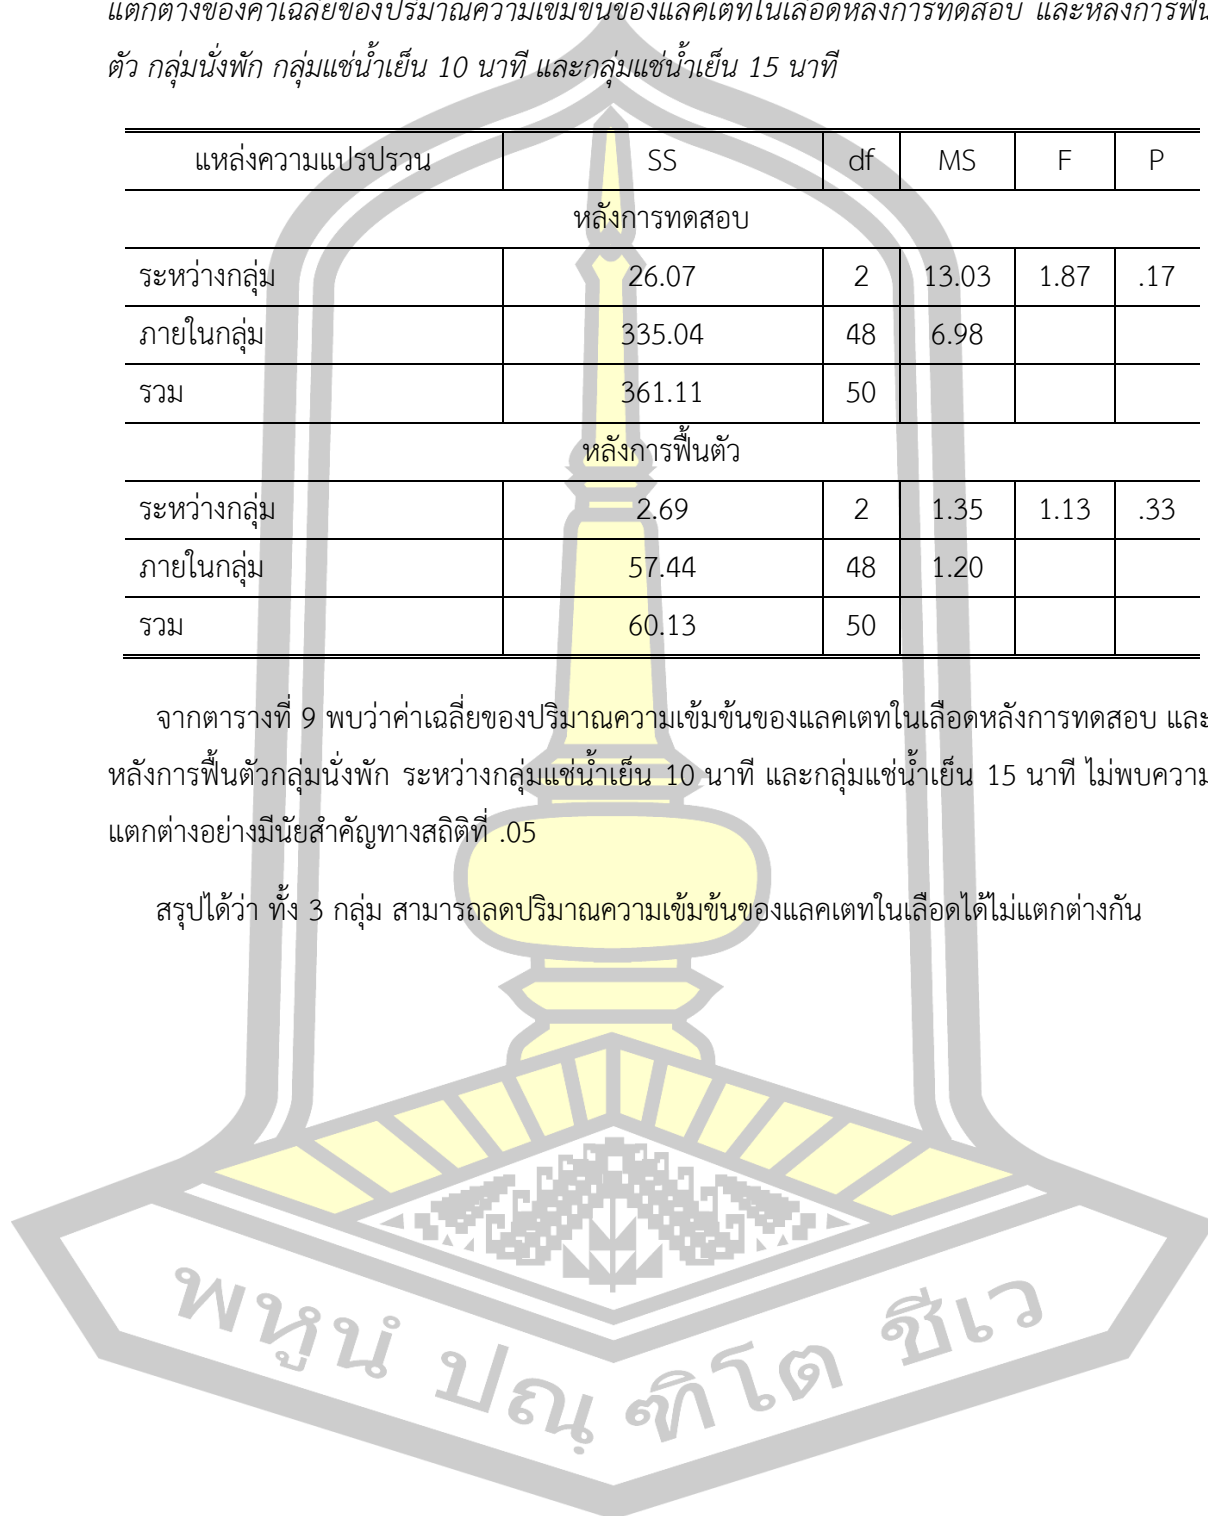 แตกต่างของค่าเฉลี่ยของปริมาณความเข้มข้นของแลคเตทในเลือดหลังการทดสอบ และหลังการฟื้น
ตัว กลุ่มนั่งพัก กลุ่มแช่น้ำเย็น 10 นาที และกลุ่มแช่น้ำเย็น 15 นาที
แหล่งความแปรปรวน SS df MS F P
หลังการทดสอบ
ระหว่างกลุ่ม 26.07 2 13.03 1.87 .17
ภายในกลุ่ม 335.04 48 6.98
รวม 361.11 50
หลังการฟื้นตัว
ระหว่างกลุ่ม 2.69 2 1.35 1.13 .33
ภายในกลุ่ม 57.44 48 1.20
รวม 60.13 50
จากตารางที่ 9 พบว่าค่าเฉลี่ยของปริมาณความเข้มข้นของแลคเตทในเลือดหลังการทดสอบ และ
หลังการฟื้นตัวกลุ่มนั่งพัก ระหว่างกลุ่มแช่น้ำเย็น 10 นาที และกลุ่มแช่น้ำเย็น 15 นาที ไม่พบความ
แตกต่างอย่างมีนัยสำคัญทางสถิติที่ .05
สรุปได้ว่า ทั้ง 3 กลุ่ม สามารถลดปริมาณความเข้มข้นของแลคเตทในเลือดได้ไม่แตกต่างกัน
พหูนํ ปณฺฑิโต ชีเว